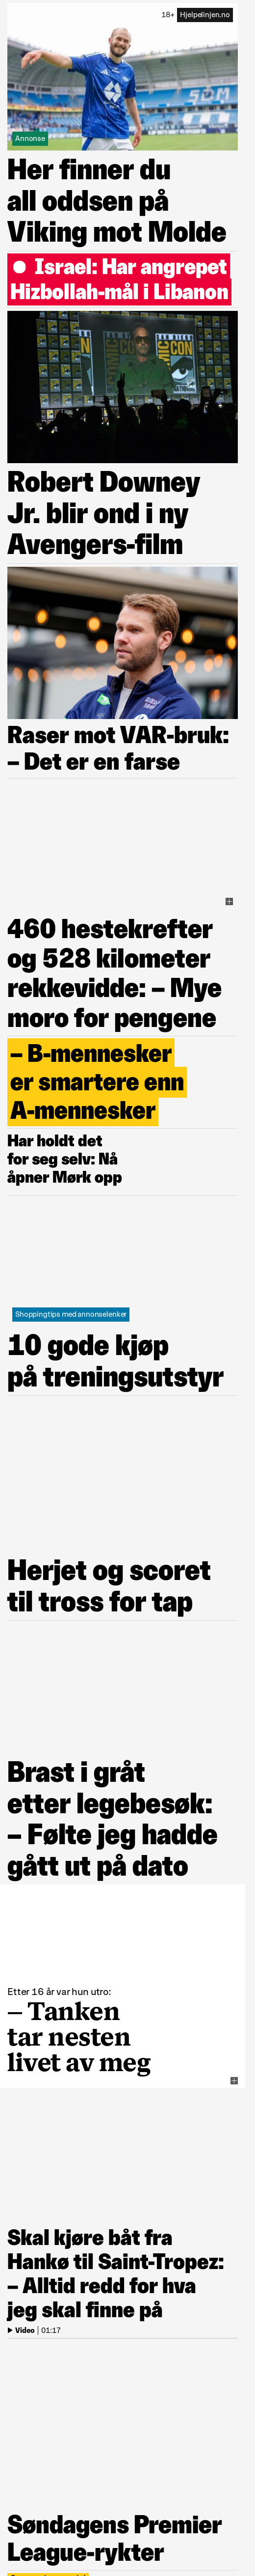 18+ Hjelpelinjen.no
Annonse
Her finner du
all oddsen på
Viking mot Molde
Israel: Har angrepet
Hizbollah-mål i Libanon
Robert Downey
Jr. blir ond i ny
Avengers-film
Raser mot VAR-bruk:
– Det er en farse
460 hestekrefter
og 528 kilometer
rekkevidde: – Mye
moro for pengene
– B-mennesker
er smartere enn
A-mennesker
Har holdt det
for seg selv: Nå
åpner Mørk opp
Shoppingtips med annonselenker
10 gode kjøp
på treningsutstyr
Herjet og scoret
til tross for tap
Brast i gråt
etter legebesøk:
– Følte jeg hadde
gått ut på dato
Etter 16 år var hun utro:
– Tanken
tar nesten
livet av meg
Skal kjøre båt fra
Hankø til Saint-Tropez:
– Alltid redd for hva
jeg skal finne på
Video | 01:17
Søndagens Premier
League-rykter